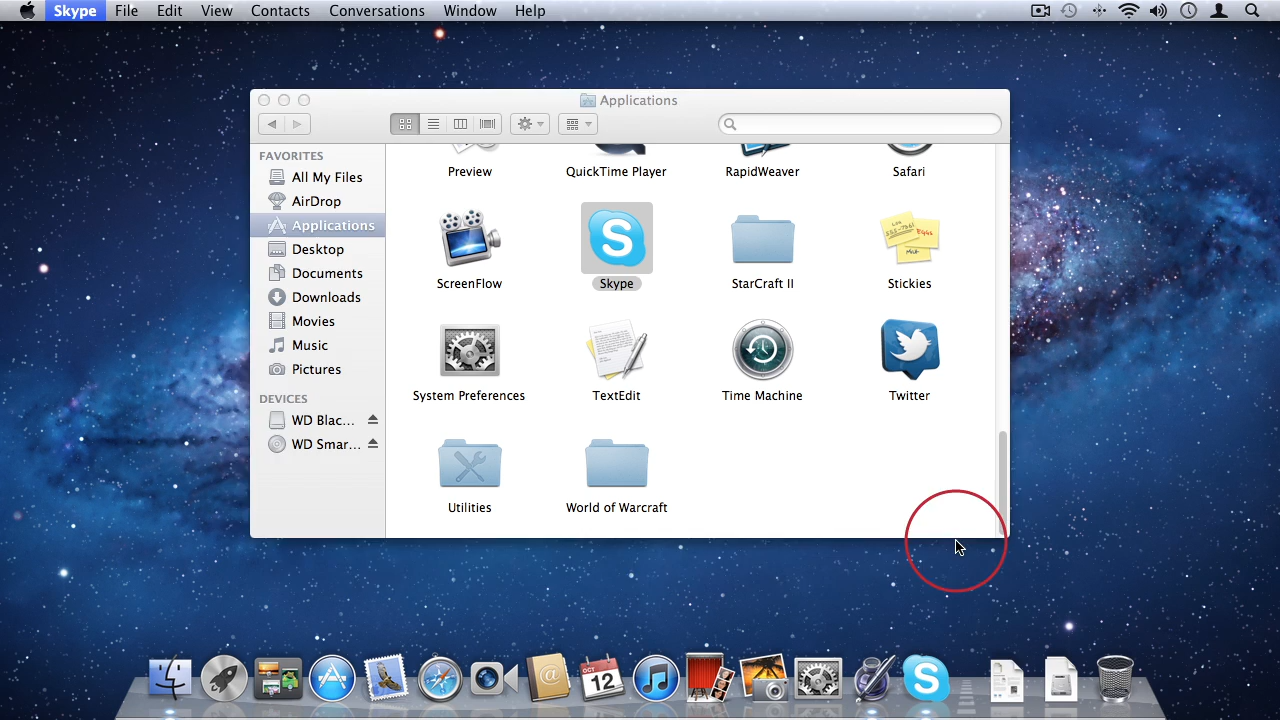 Skype File Edit View Contacts Conversations Window Help
Applications
FAVORITES
All My Files
AirDrop
Applications
Desktop
Documents
Downloads
Movies
Music
Pictures
DEVICES
WD Blac...
WD Smar...
Preview QuickTime Player RapidWeaver Safari
ScreenFlow Skype StarCraft II Stickies
System Preferences TextEdit Time Machine Twitter
Utilities World of Warcraft
OCT
12